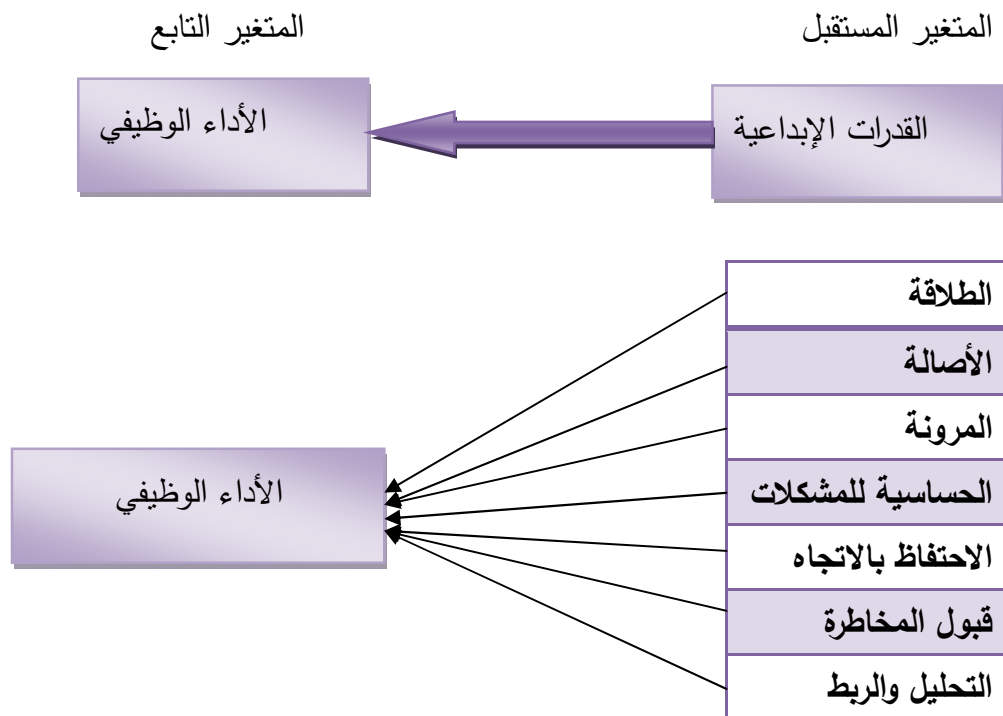 المتغير المستقبل
المتغير التابع
القدرات الإبداعية
الأداء الوظيفي
الطلاقة
الأصالة
المرونة
الحساسية للمشكلات
الاحتفاظ بالاتجاه
قبول المخاطرة
التحليل والربط
الأداء الوظيفي